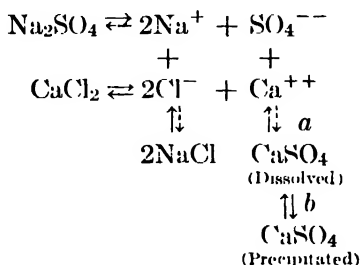 Na₂SO₄ ⇄ 2Na⁺ + SO₄⁻⁻
+ +
CaCl₂ ⇄ 2Cl⁻ + Ca⁺⁺
⇅ ⇅ a
2NaCl CaSO₄
(Dissolved)
⇅ b
CaSO₄
(Precipitated)